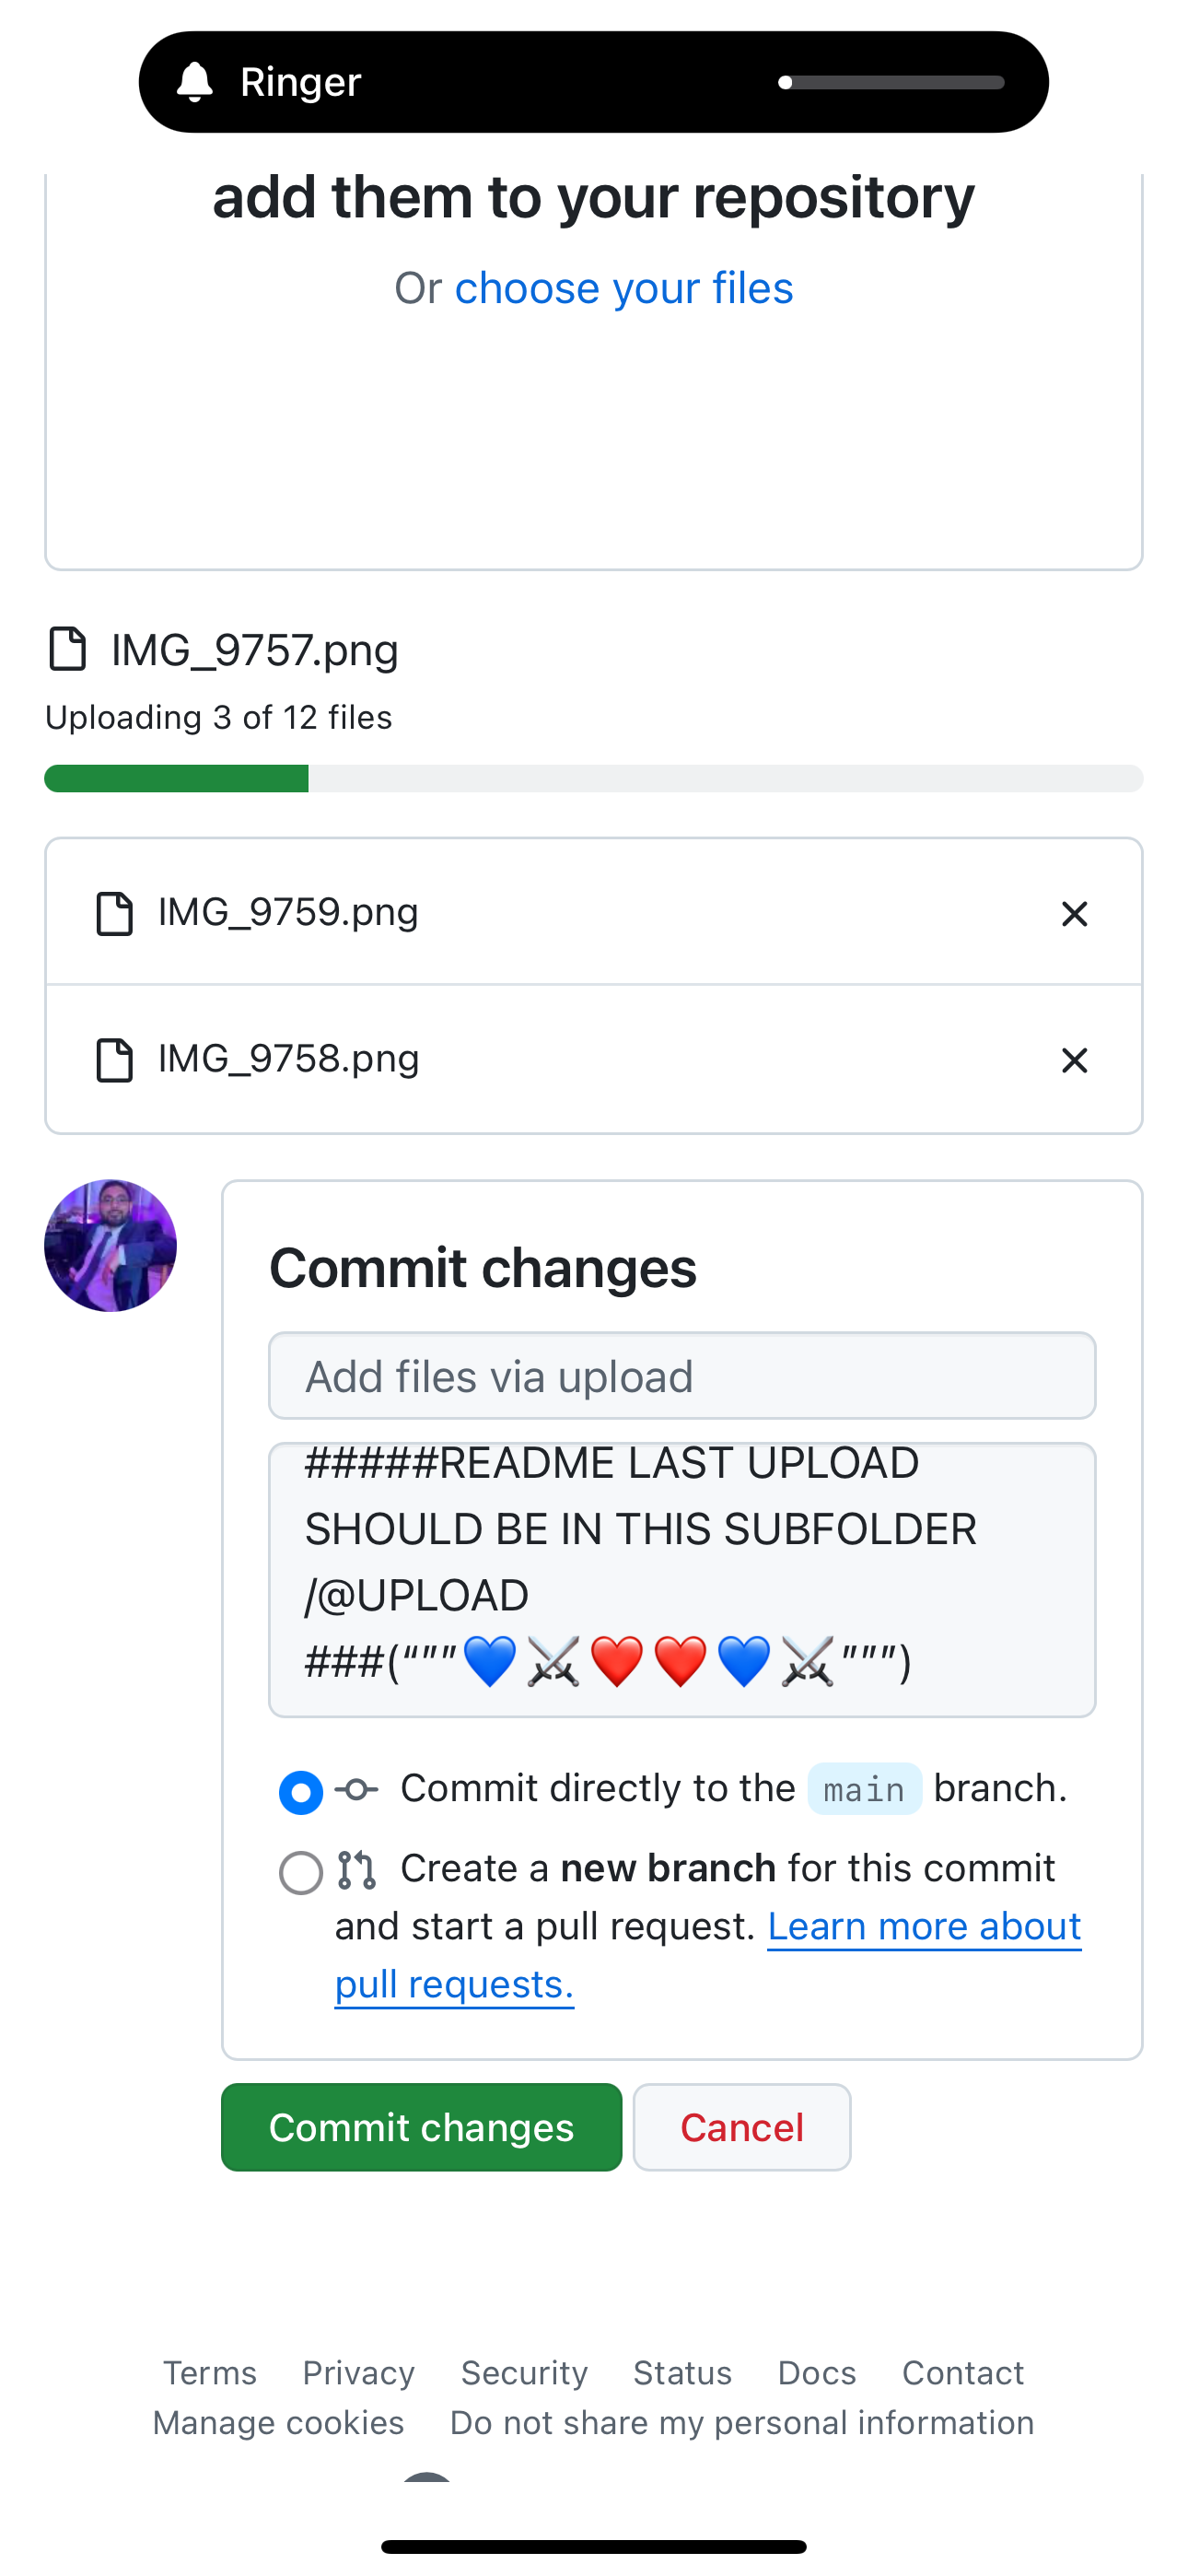 Ringer
add them to your repository
Or choose your files
IMG_9757.png
Uploading 3 of 12 files
IMG_9759.png
IMG_9758.png
Commit changes
Add files via upload
#####README LAST UPLOAD
SHOULD BE IN THIS SUBFOLDER
/@UPLOAD
###(“””💙⚔️❤️❤️💙⚔️”””)
Commit directly to the main branch.
Create a new branch for this commit
and start a pull request. Learn more about
pull requests.
Commit changes Cancel
Terms Privacy Security Status Docs Contact
Manage cookies Do not share my personal information